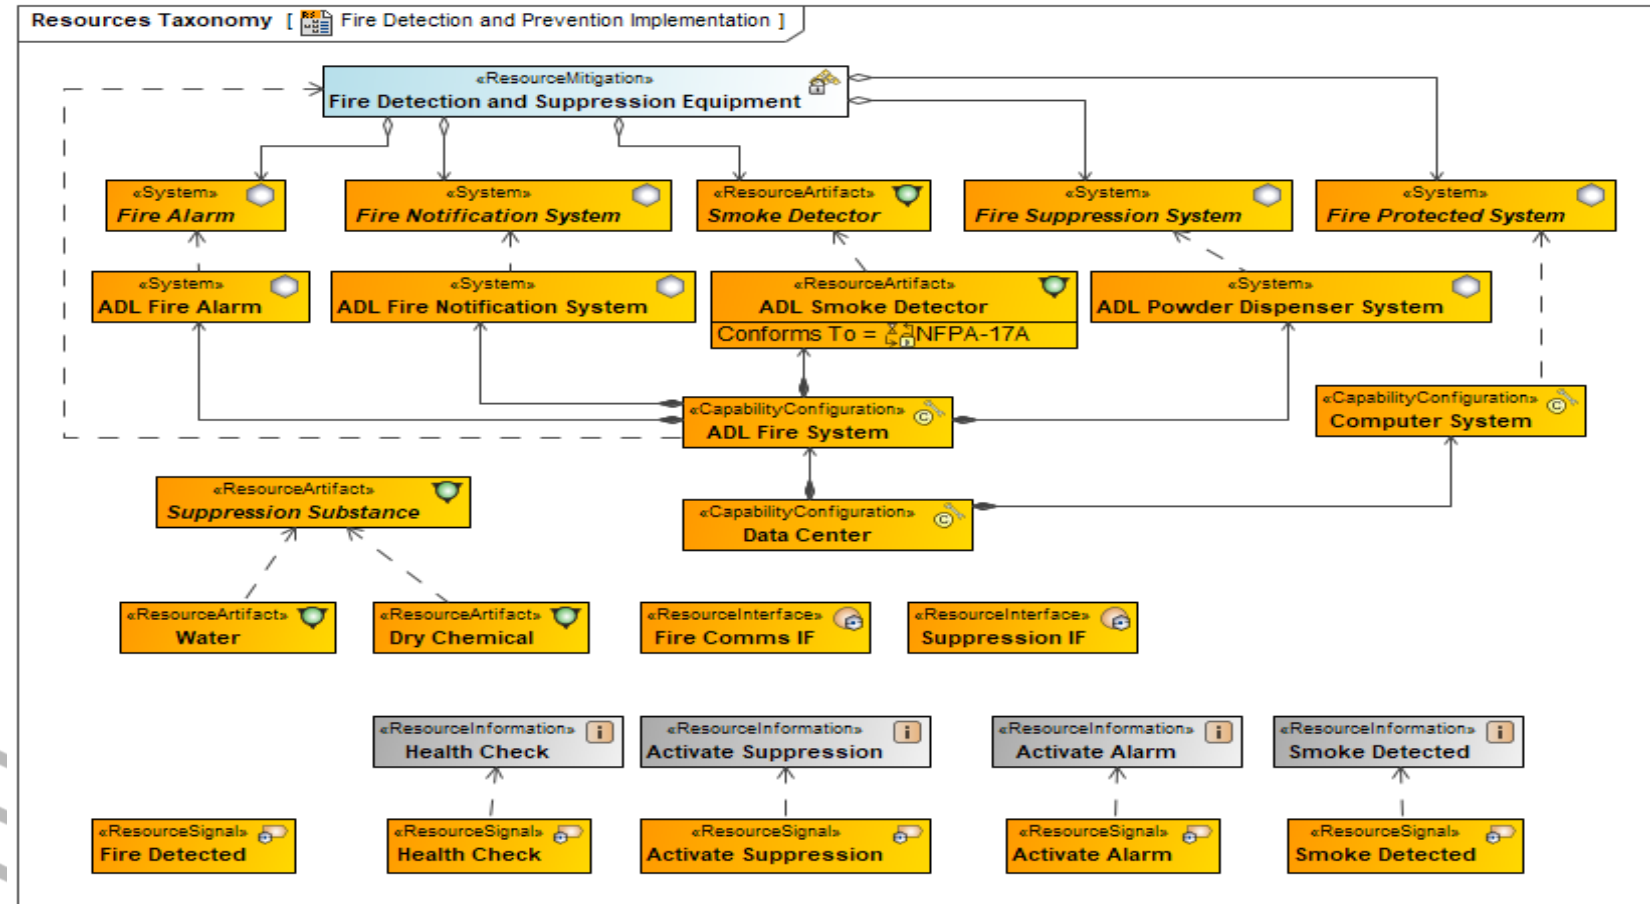 Resources Taxonomy [ Fire Detection and Prevention Implementation ]
«ResourceMitigation»
Fire Detection and Suppression Equipment
«System»
Fire Alarm
«System»
Fire Notification System
«ResourceArtifact»
Smoke Detector
«System»
Fire Suppression System
«System»
Fire Protected System
«System»
ADL Fire Alarm
«System»
ADL Fire Notification System
«ResourceArtifact»
ADL Smoke Detector
Conforms To = NFPA-17A
«System»
ADL Powder Dispenser System
«CapabilityConfiguration»
ADL Fire System
«CapabilityConfiguration»
Computer System
«ResourceArtifact»
Suppression Substance
«CapabilityConfiguration»
Data Center
«ResourceArtifact»
Water
«ResourceArtifact»
Dry Chemical
«ResourceInterface»
Fire Comms IF
«ResourceInterface»
Suppression IF
«ResourceInformation»
Health Check
«ResourceInformation»
Activate Suppression
«ResourceInformation»
Activate Alarm
«ResourceInformation»
Smoke Detected
«ResourceSignal»
Fire Detected
«ResourceSignal»
Health Check
«ResourceSignal»
Activate Suppression
«ResourceSignal»
Activate Alarm
«ResourceSignal»
Smoke Detected